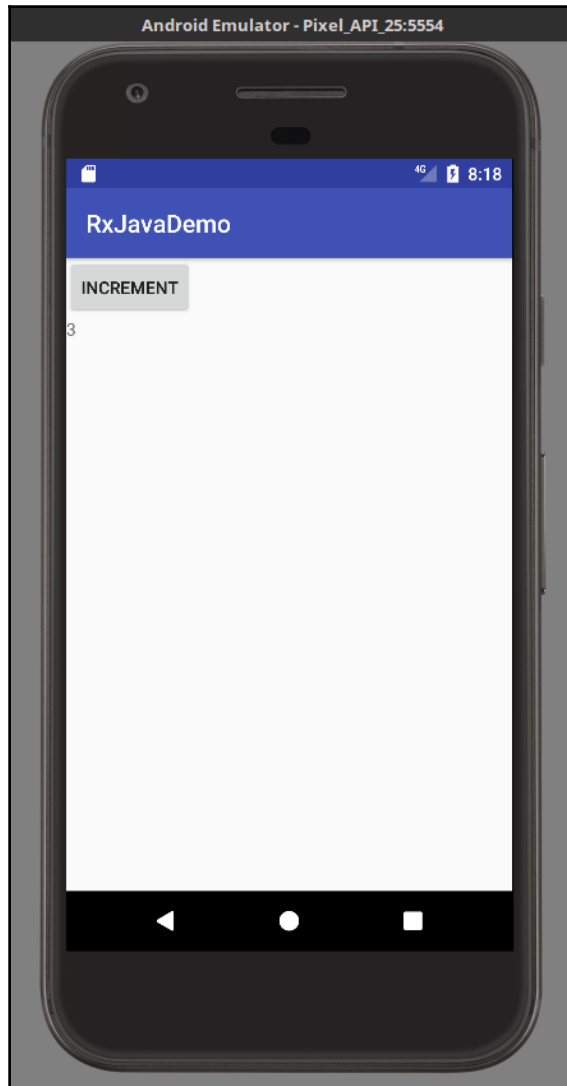 Android Emulator - Pixel_API_25:5554
4G 8:18
RxJavaDemo
INCREMENT
3